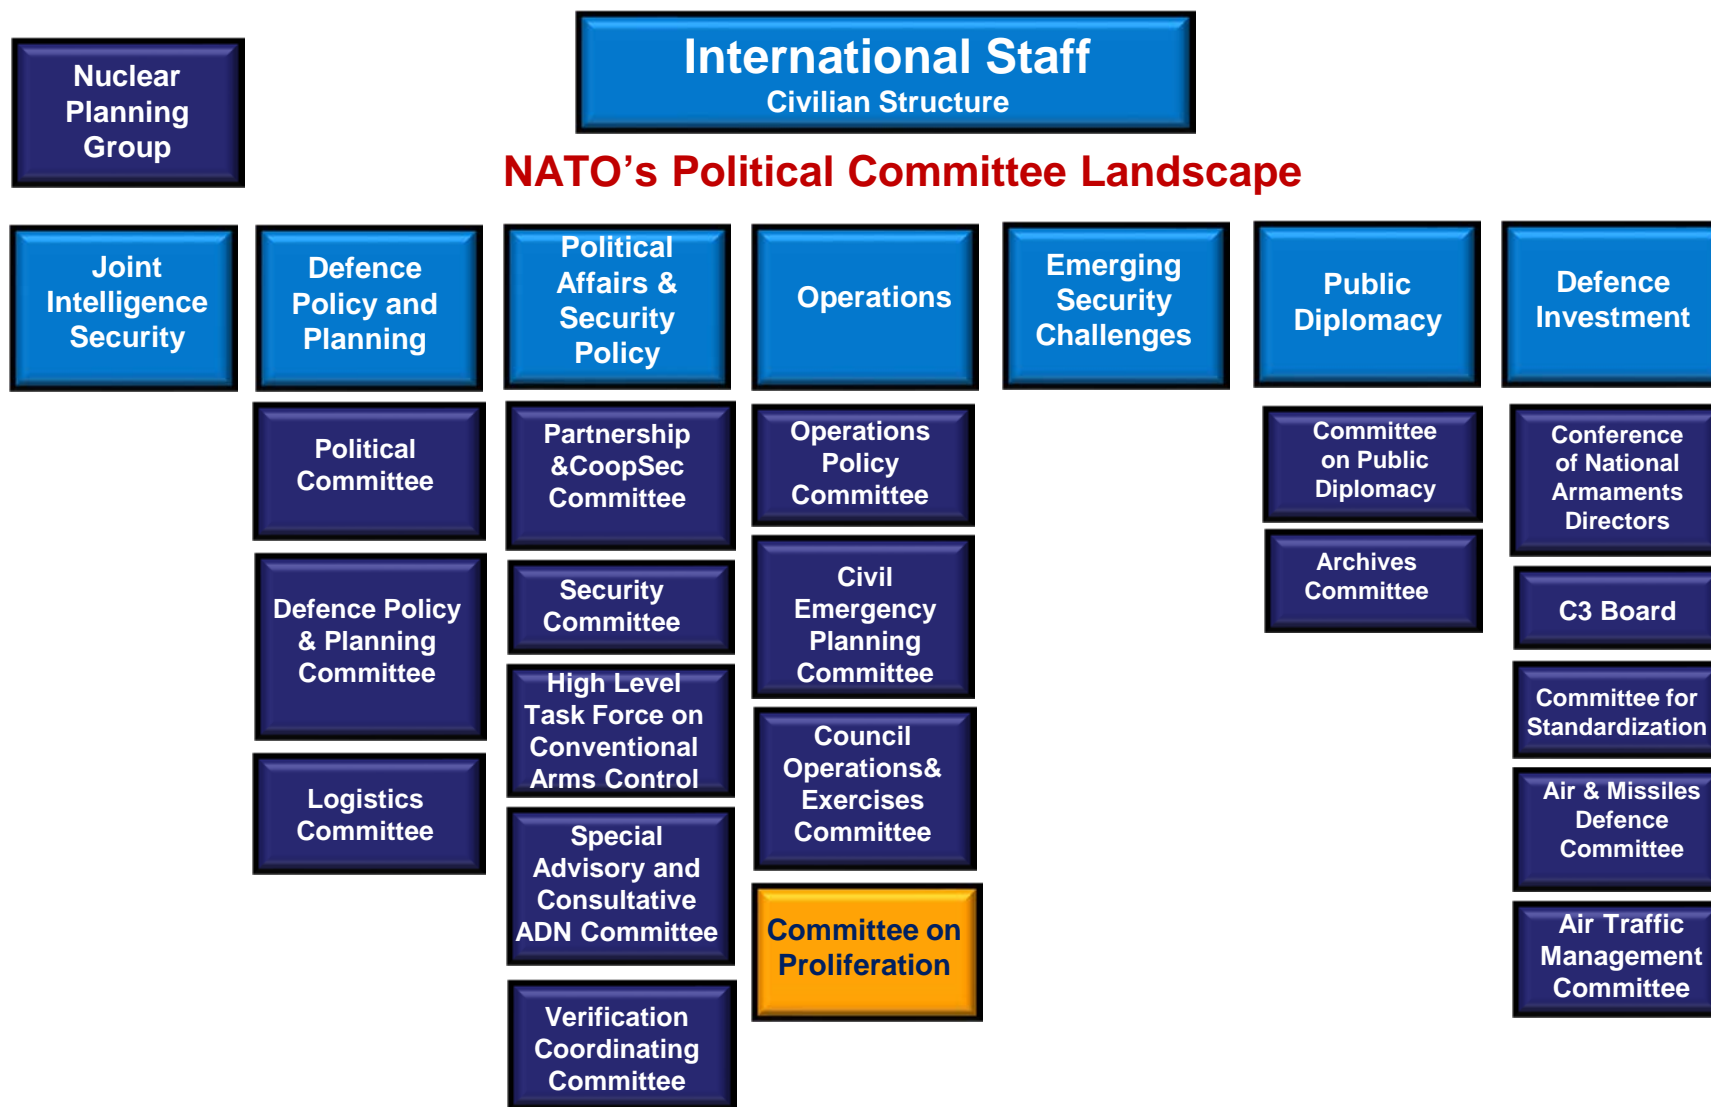 Nuclear
Planning
Group
International Staff
Civilian Structure
NATO’s Political Committee Landscape
Joint
Intelligence
Security
Defence
Policy and
Planning
Political
Affairs &
Security
Policy
Operations
Emerging
Security
Challenges
Public
Diplomacy
Defence
Investment
Political
Committee
Defence Policy
& Planning
Committee
Logistics
Committee
Partnership
&CoopSec
Committee
Security
Committee
High Level
Task Force on
Conventional
Arms Control
Special
Advisory and
Consultative
ADN Committee
Verification
Coordinating
Committee
Operations
Policy
Committee
Civil
Emergency
Planning
Committee
Council
Operations&
Exercises
Committee
Committee on
Proliferation
Committee
on Public
Diplomacy
Archives
Committee
Conference
of National
Armaments
Directors
C3 Board
Committee for
Standardization
Air & Missiles
Defence
Committee
Air Traffic
Management
Committee